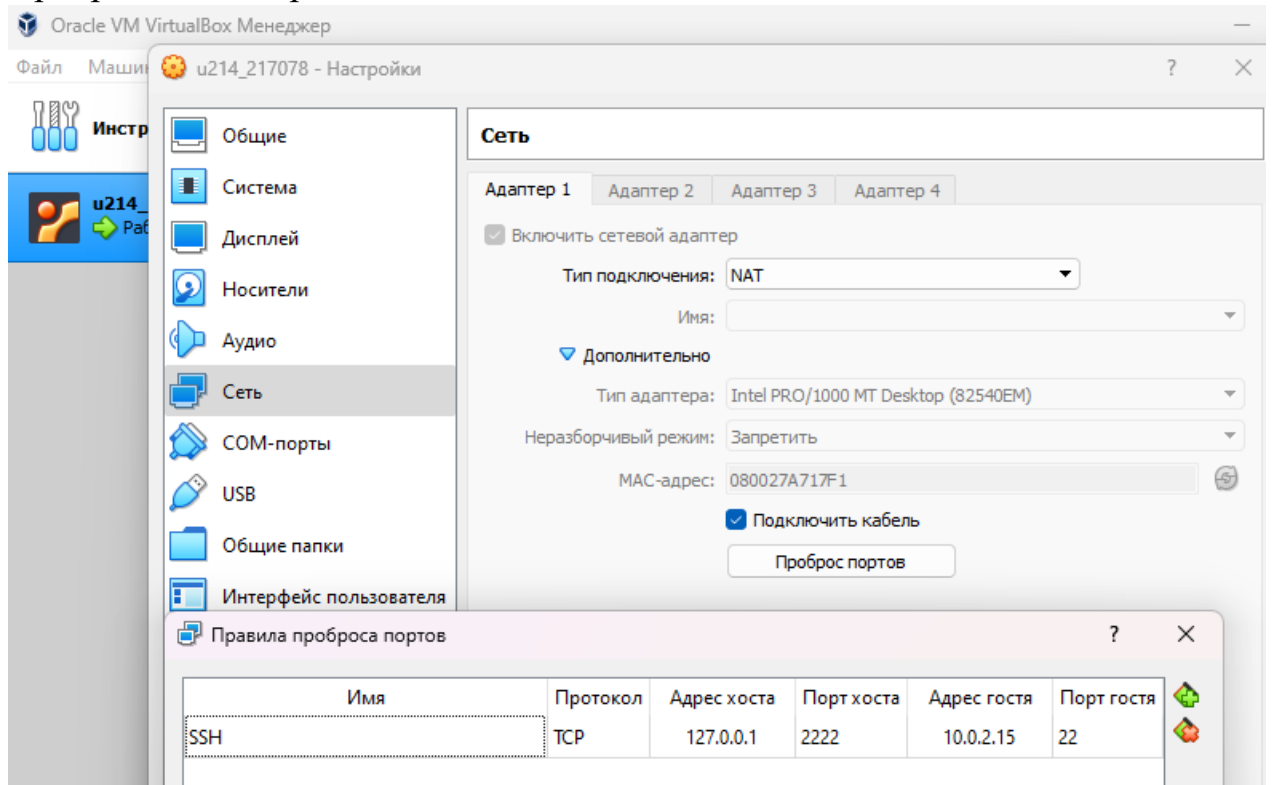 Oracle VM VirtualBox Менеджер
Файл Машин
u214_217078 - Настройки
?
Инстр
u214_
Раб
Общие
Система
Дисплей
Носители
Аудио
Сеть
COM-порты
USB
Общие папки
Интерфейс пользователя
Сеть
Адаптер 1 Адаптер 2 Адаптер 3 Адаптер 4
Включить сетевой адаптер
Тип подключения: NAT
Имя:
Дополнительно
Тип адаптера: Intel PRO/1000 MT Desktop (82540EM)
Неразборчивый режим: Запретить
MAC-адрес: 080027A717F1
Подключить кабель
Проброс портов
Правила проброса портов
?
Имя Протокол Адрес хоста Порт хоста Адрес гостя Порт гостя
SSH TCP 127.0.0.1 2222 10.0.2.15 22